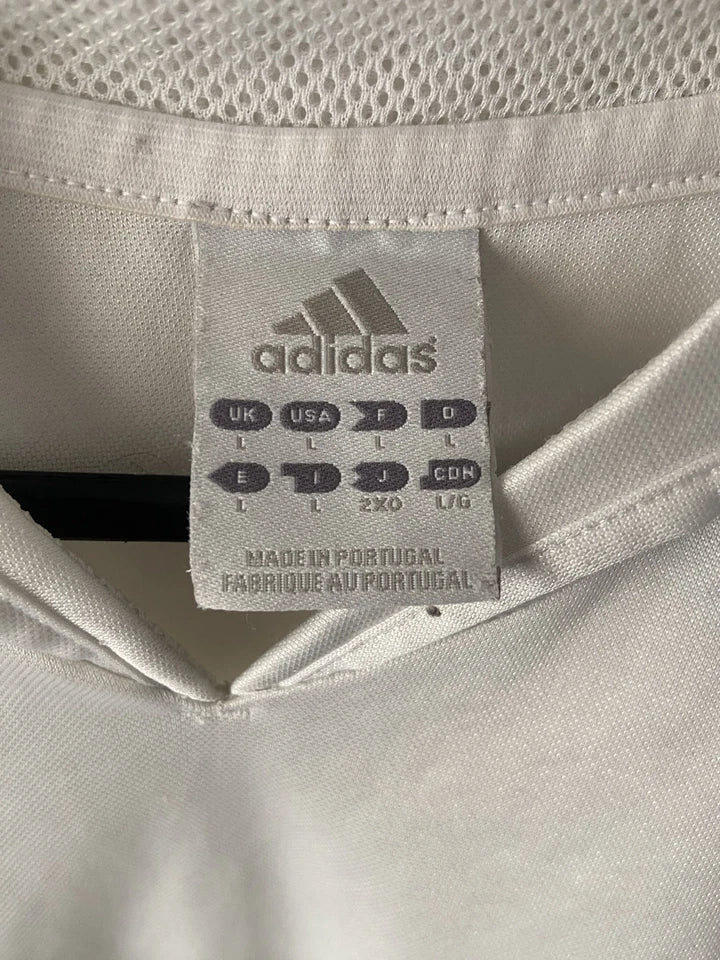 adidas
UK USA F D
L L L L
E I J CDN
L L 2XO L/G
MADE IN PORTUGAL
FABRIQUE AU PORTUGAL